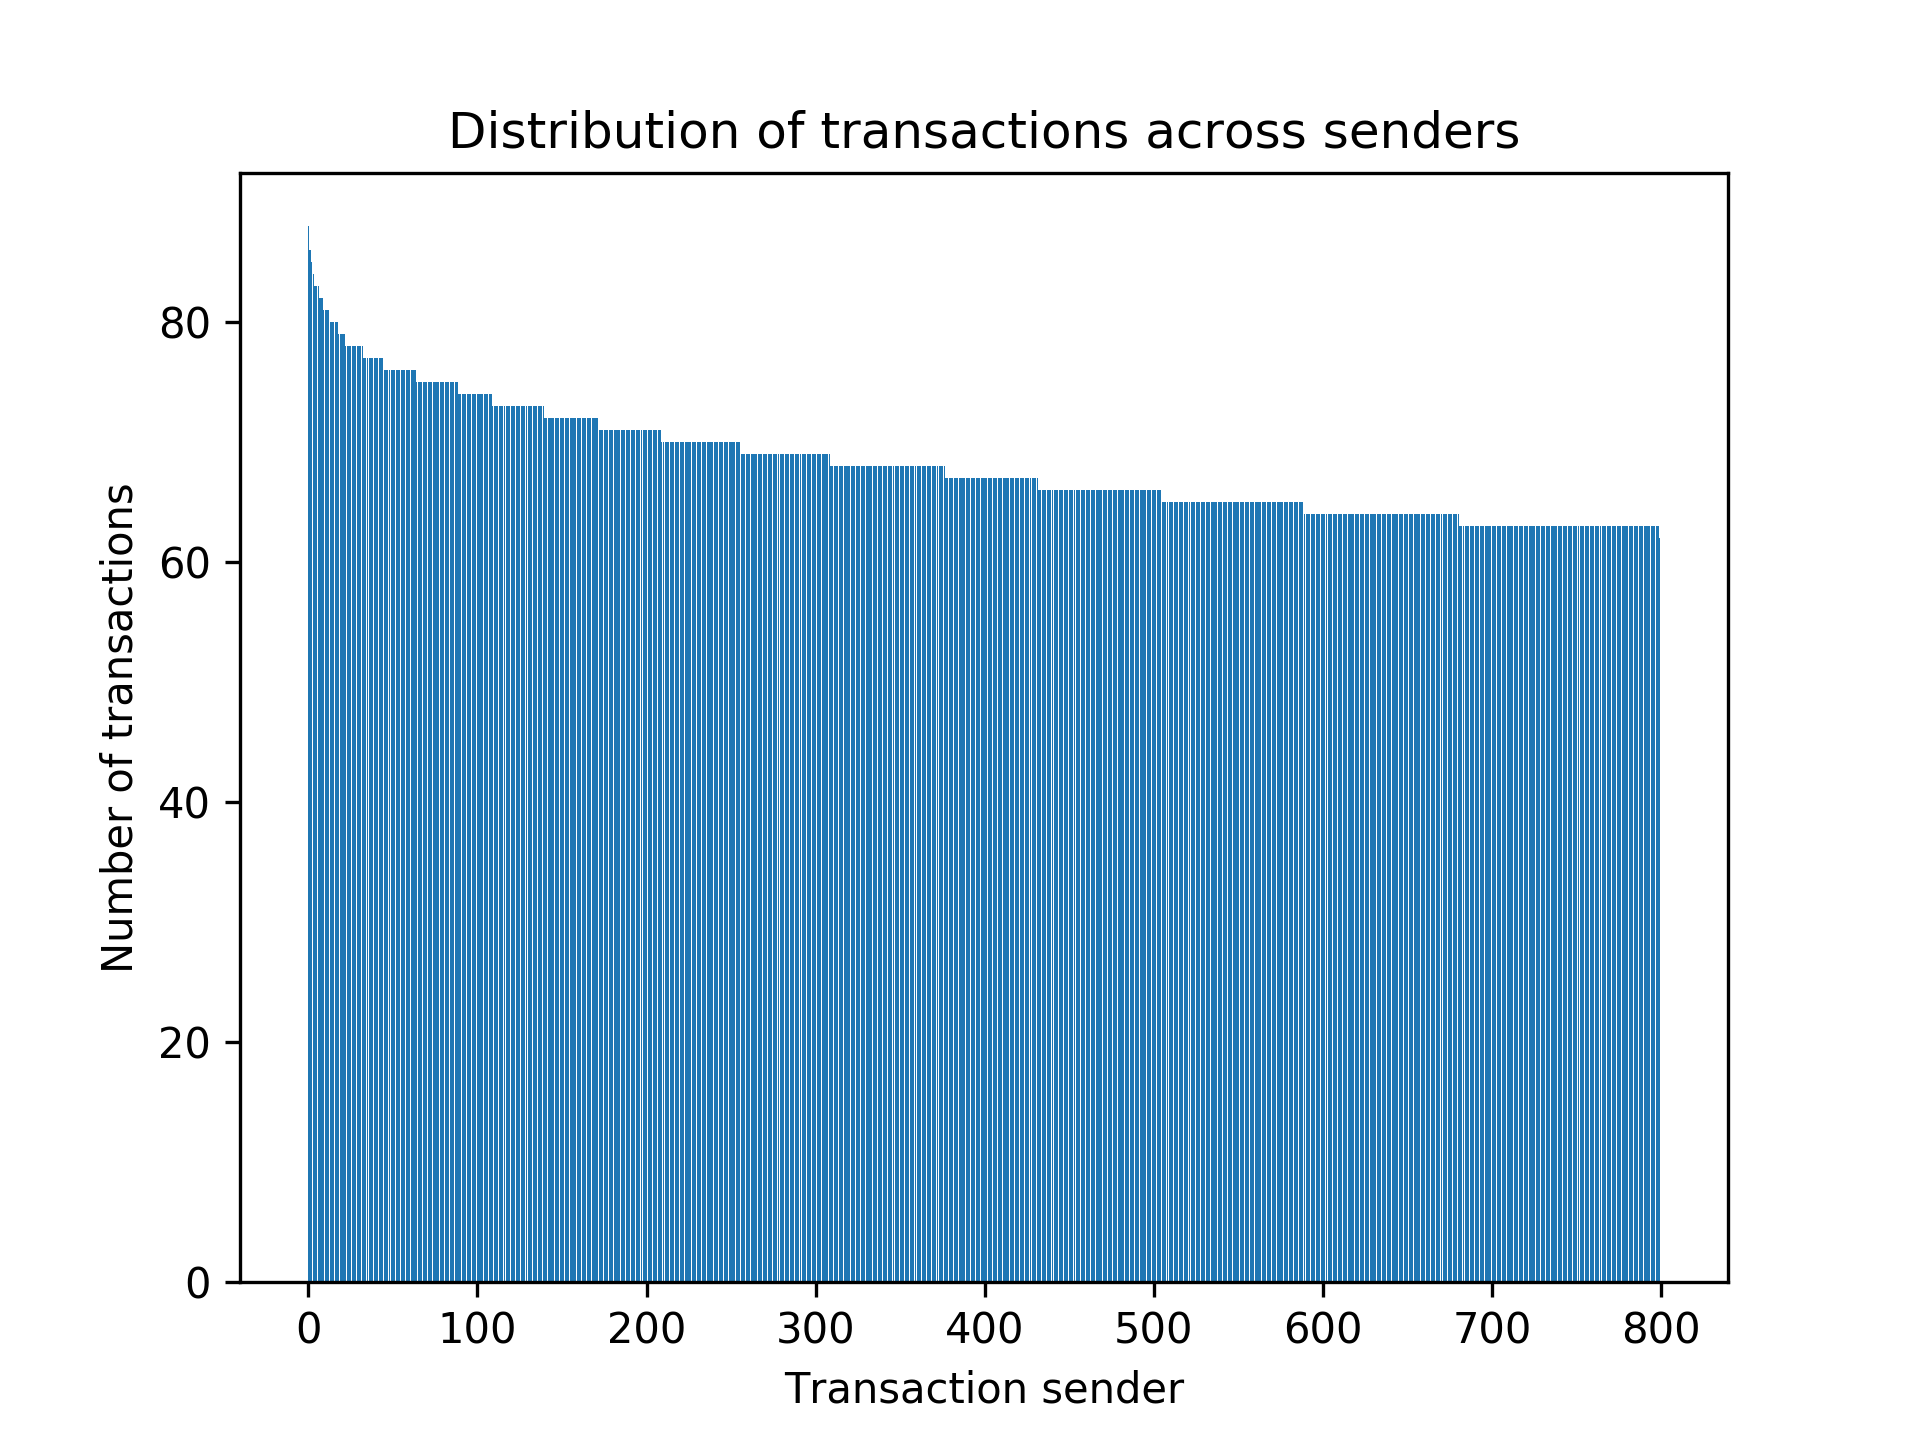 Distribution of transactions across senders
Number of transactions
80
60
40
20
0
0 100 200 300 400 500 600 700 800
Transaction sender